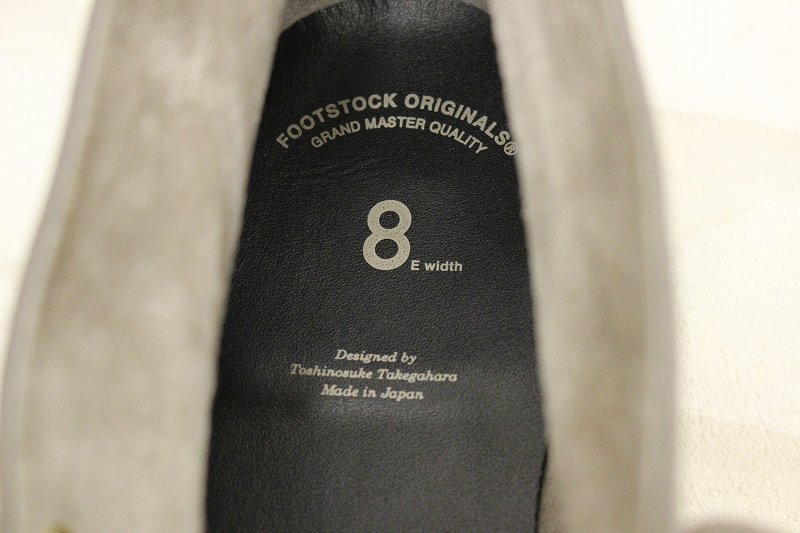 FOOTSTOCK ORIGINALS®
GRAND MASTER QUALITY
8 E width
Designed by
Toshinosuke Takegahara
Made in Japan